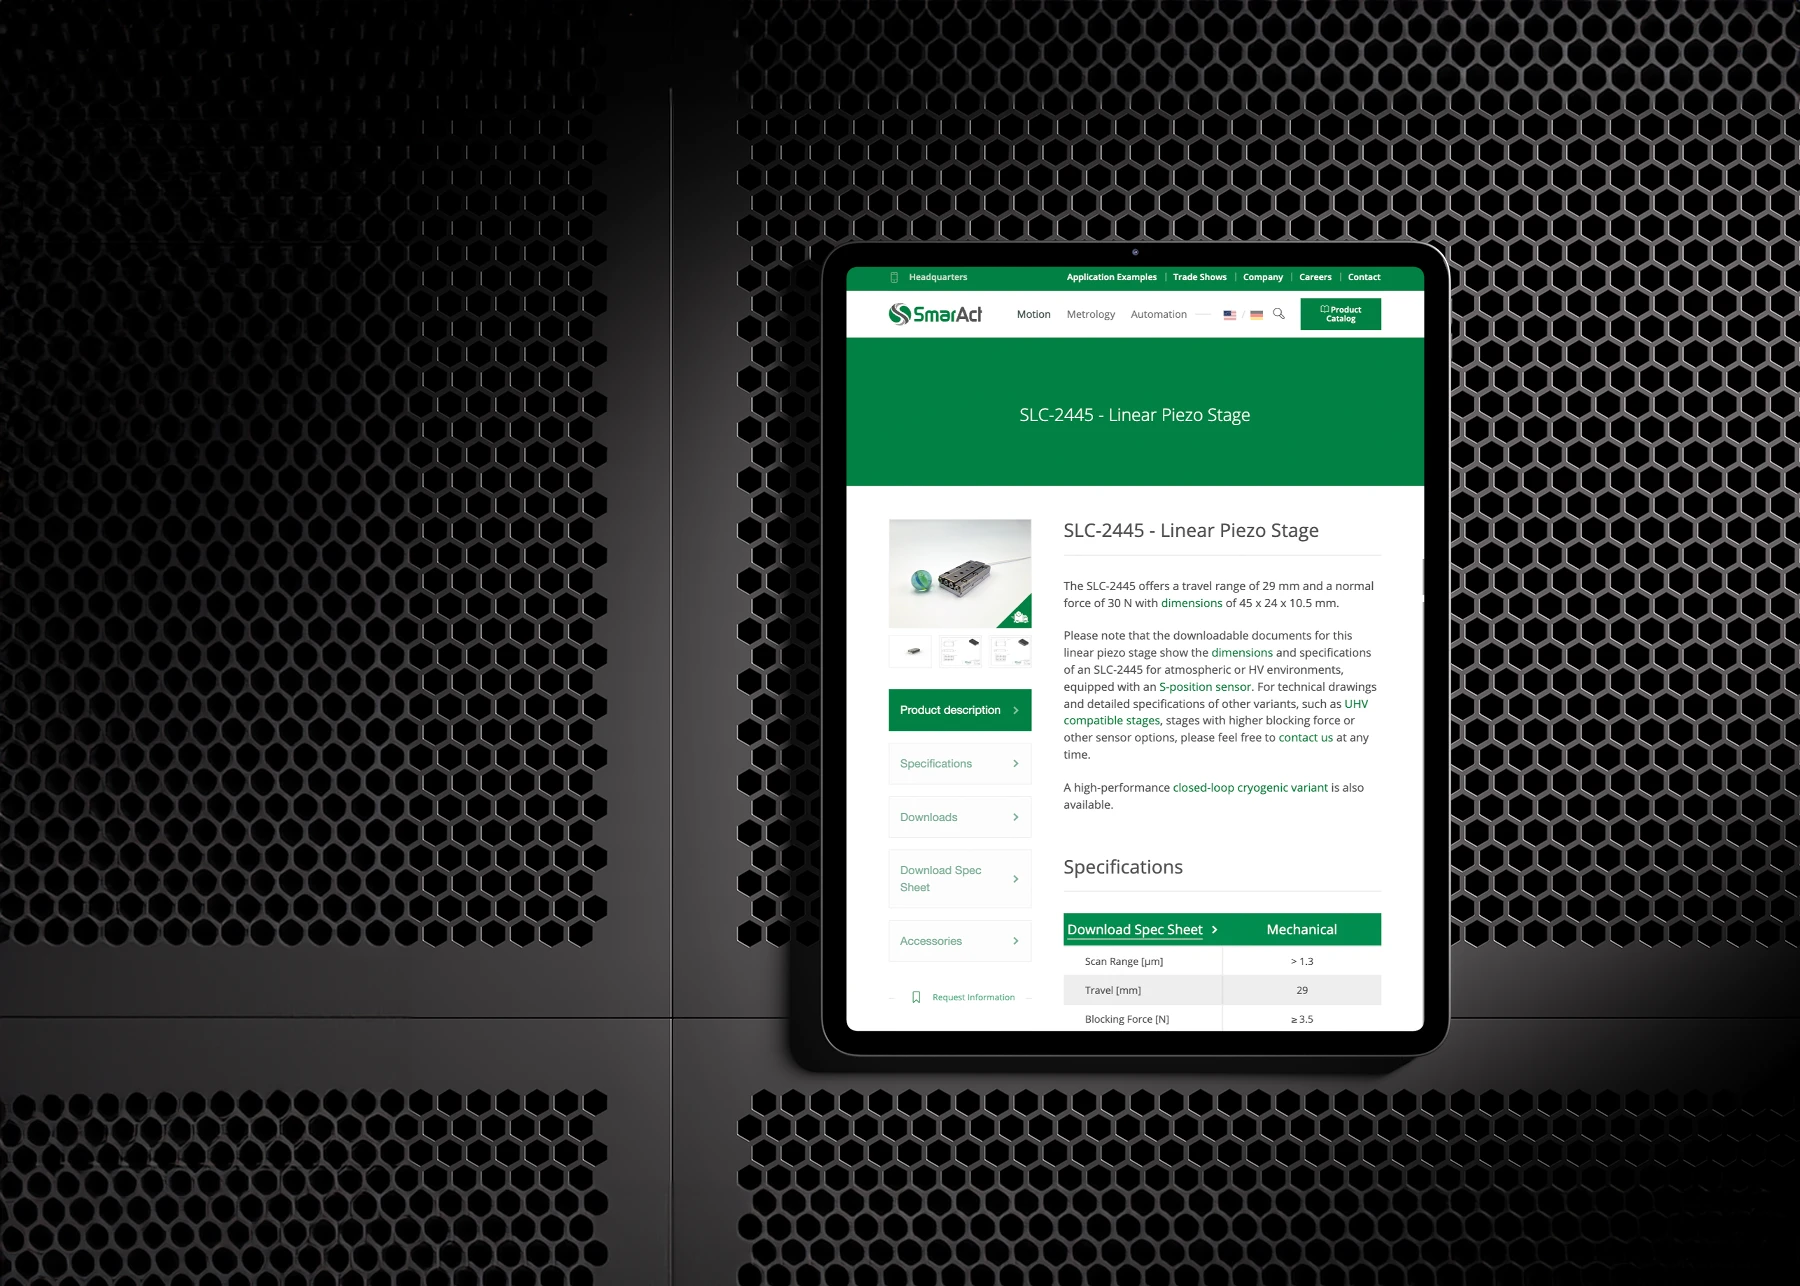 Headquarters
Application Examples | Trade Shows | Company | Careers | Contact
SmarAct
Motion Metrology Automation
Product
Catalog
SLC-2445 - Linear Piezo Stage
SLC-2445 - Linear Piezo Stage
The SLC-2445 offers a travel range of 29 mm and a normal
force of 30 N with dimensions of 45 x 24 x 10.5 mm.
Please note that the downloadable documents for this
linear piezo stage show the dimensions and specifications
of an SLC-2445 for atmospheric or HV environments,
equipped with an S-position sensor. For technical drawings
and detailed specifications of other variants, such as UHV
compatible stages, stages with higher blocking force or
other sensor options, please feel free to contact us at any
time.
A high-performance closed-loop cryogenic variant is also
available.
Product description
Specifications
Downloads
Download Spec
Sheet
Accessories
Request Information
Specifications
Download Spec Sheet Mechanical
Scan Range [µm] > 1.3
Travel [mm] 29
Blocking Force [N] ≥ 3.5